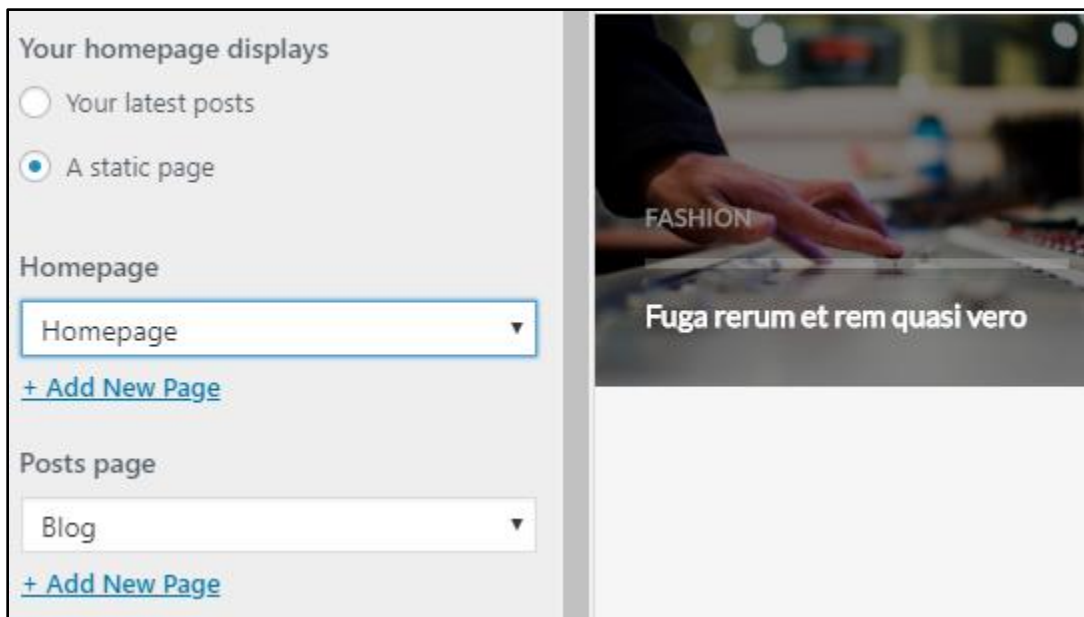 Your homepage displays
Your latest posts
A static page
Homepage
Homepage
+ Add New Page
Posts page
Blog
+ Add New Page
FASHION
Fuga rerum et rem quasi vero